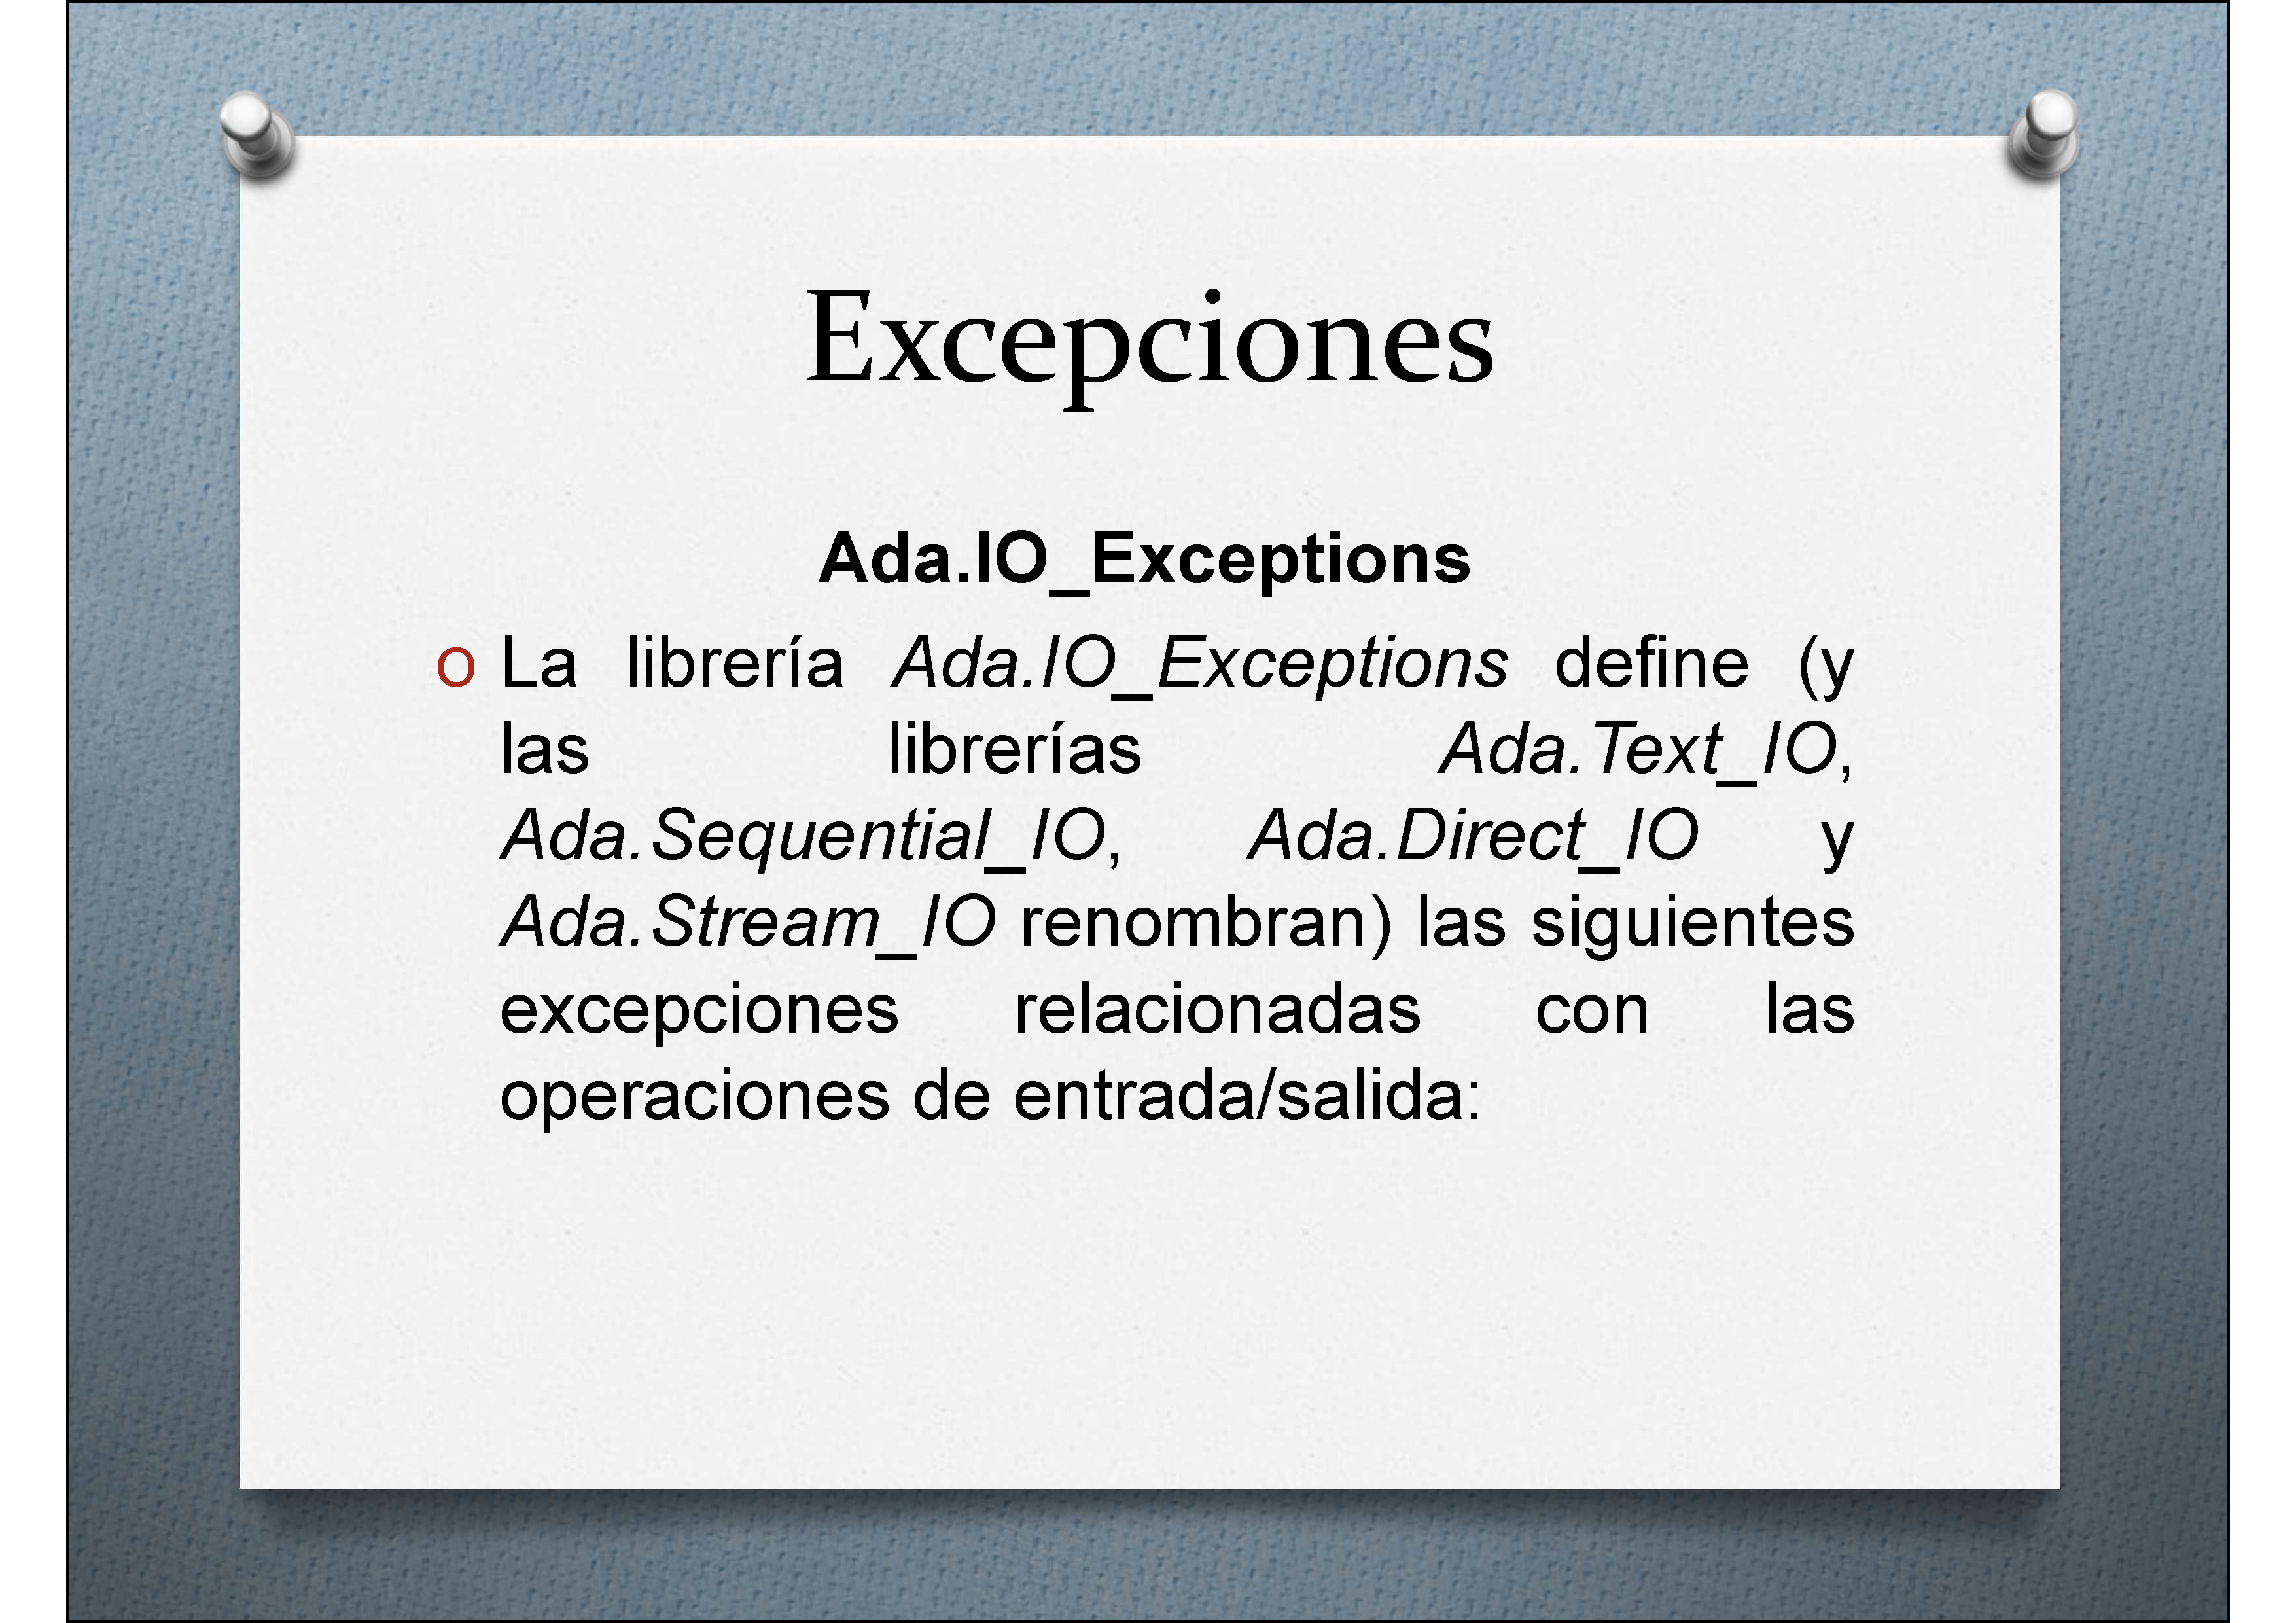 Excepciones
Ada.IO_Exceptions
O La librería Ada.IO_Exceptions define (y
las librerías Ada.Text_IO,
Ada.Sequential_IO, Ada.Direct_IO y
Ada.Stream_IO renombran) las siguientes
excepciones relacionadas con las
operaciones de entrada/salida: